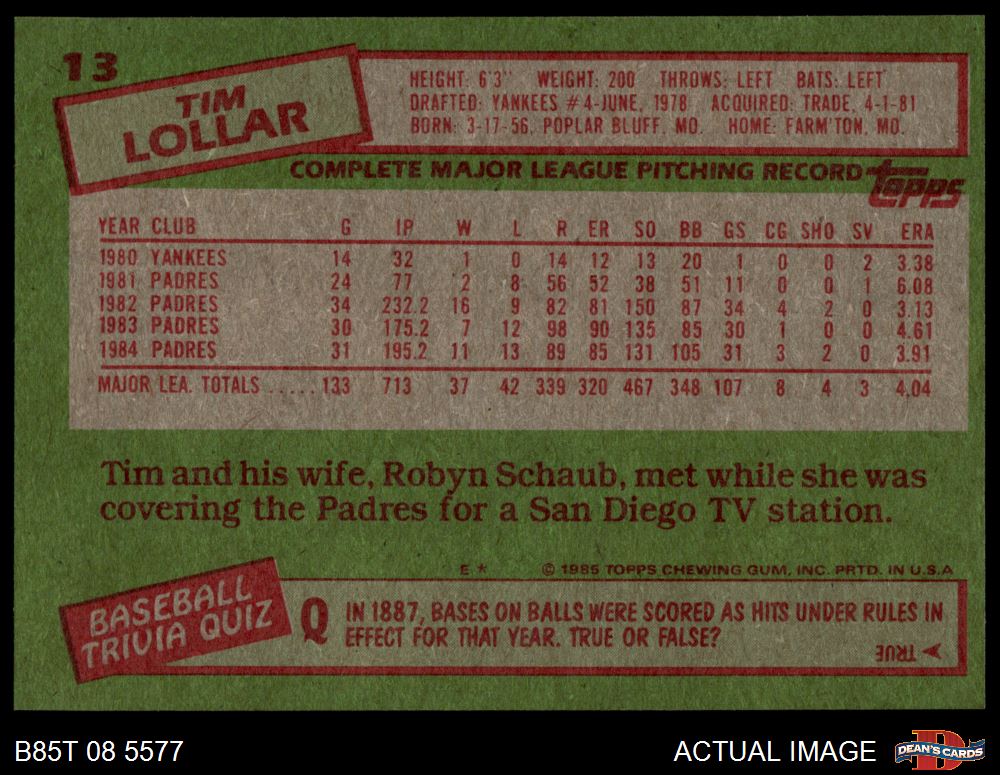 13
TIM
LOLLAR
HEIGHT: 6'3" WEIGHT: 200 THROWS: LEFT BATS: LEFT
DRAFTED: YANKEES #4-JUNE, 1978 ACQUIRED: TRADE, 4-1-81
BORN: 3-17-56, POPLAR BLUFF, MO. HOME: FARM'TON, MO.
COMPLETE MAJOR LEAGUE PITCHING RECORD
topps
YEAR CLUB G IP W L R ER SO BB GS CG SHO SV ERA
1980 YANKEES 14 32 1 0 14 12 13 20 1 0 0 2 3.38
1981 PADRES 24 77 2 8 56 52 38 51 11 0 0 1 6.08
1982 PADRES 34 232.2 16 9 82 81 150 87 34 4 2 0 3.13
1983 PADRES 30 175.2 7 12 98 90 135 85 30 1 0 0 4.61
1984 PADRES 31 195.2 11 13 89 85 131 105 31 3 2 0 3.91
MAJOR LEA. TOTALS ..... 133 713 37 42 339 320 467 348 107 8 4 3 4.04
Tim and his wife, Robyn Schaub, met while she was
covering the Padres for a San Diego TV station.
E * © 1985 TOPPS CHEWING GUM, INC. PRTD. IN U.S.A
BASEBALL
TRIVIA QUIZ
Q IN 1887, BASES ON BALLS WERE SCORED AS HITS UNDER RULES IN
EFFECT FOR THAT YEAR. TRUE OR FALSE?
TRUE
B85T 08 5577
ACTUAL IMAGE
DEAN'S CARDS